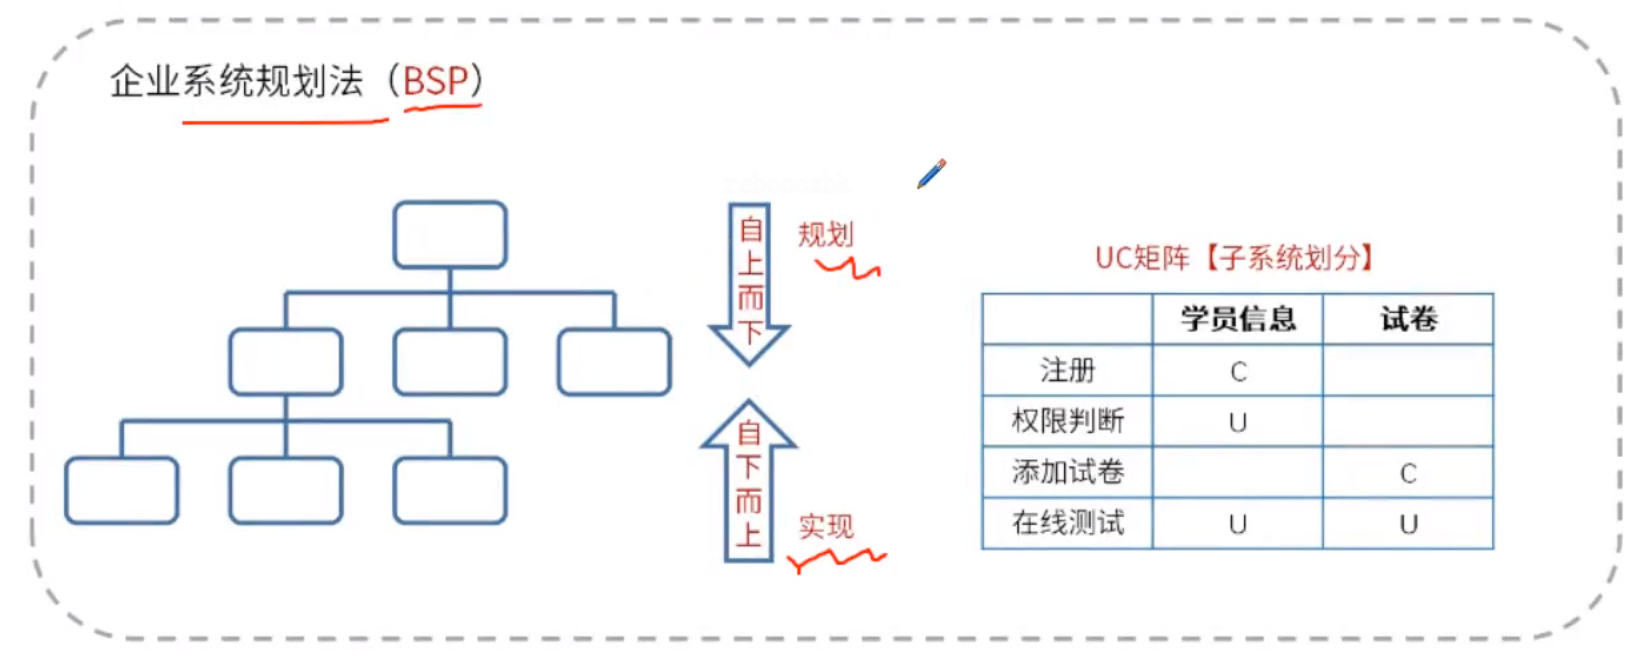 企业系统规划法（BSP）
自上而下
规划
自下而上
实现
UC矩阵【子系统划分】
学员信息 试卷
注册 C
权限判断 U
添加试卷 C
在线测试 U U